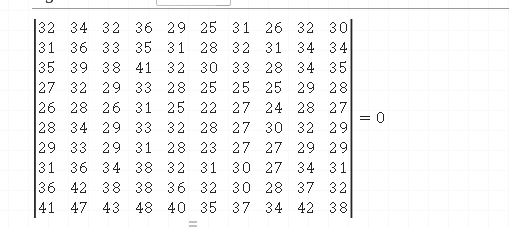 32 34 32 36 29 25 31 26 32 30
31 36 33 35 31 28 32 31 34 34
35 39 38 41 32 30 33 28 34 35
27 32 29 33 28 25 25 25 29 28
26 28 26 31 25 22 27 24 28 27
28 34 29 33 32 28 27 30 32 29
29 33 29 31 28 23 27 27 29 29
31 36 34 38 32 31 30 27 34 31
36 42 38 38 36 32 30 28 37 32
41 47 43 48 40 35 37 34 42 38
= 0
=